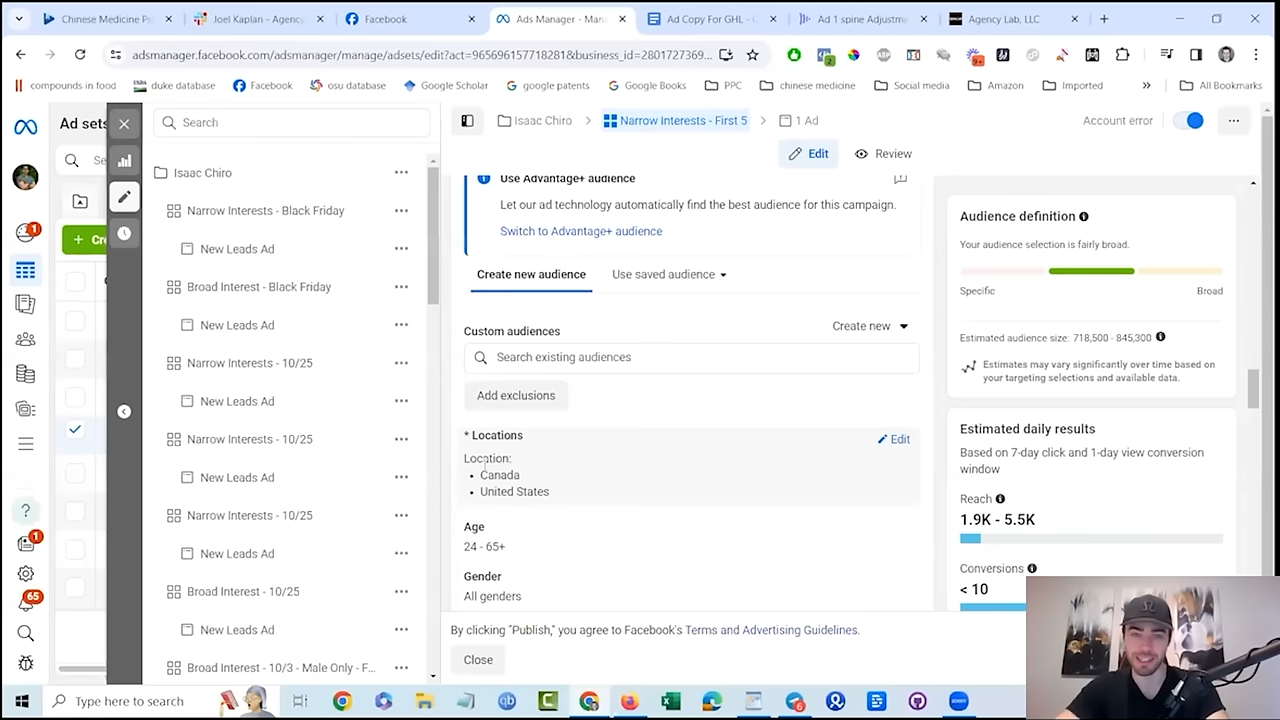 Chinese Medicine Ps
Joel Kaplan - Agency
Facebook
Ads Manager - Man
Ad Copy For GHL - G
Ad 1 spine Adjustme
Agency Lab, LLC
adsmanager.facebook.com/adsmanager/manage/adsets/edit?act=965696157718281&business_id=2801727369...
compounds in food
duke database
Facebook
osu database
Google Scholar
google patents
Google Books
PPC
chinese medicine
Social media
Amazon
Imported
All Bookmarks
Ad sets
Search
Isaac Chiro
Narrow Interests - First 5
1 Ad
Account error
Edit
Review
Isaac Chiro
Narrow Interests - Black Friday
New Leads Ad
Broad Interest - Black Friday
New Leads Ad
Narrow Interests - 10/25
New Leads Ad
Narrow Interests - 10/25
New Leads Ad
Narrow Interests - 10/25
New Leads Ad
Broad Interest - 10/25
New Leads Ad
Broad Interest - 10/3 - Male Only - F...
Use Advantage+ audience
Let our ad technology automatically find the best audience for this campaign.
Switch to Advantage+ audience
Create new audience
Use saved audience
Custom audiences
Create new
Search existing audiences
Add exclusions
* Locations
Edit
Location:
• Canada
• United States
Age
24 - 65+
Gender
All genders
By clicking "Publish," you agree to Facebook's Terms and Advertising Guidelines.
Close
Audience definition
Your audience selection is fairly broad.
Specific
Broad
Estimated audience size: 718,500 - 845,300
Estimates may vary significantly over time based on
your targeting selections and available data.
Estimated daily results
Based on 7-day click and 1-day view conversion
window
Reach
1.9K - 5.5K
Conversions
< 10
Type here to search